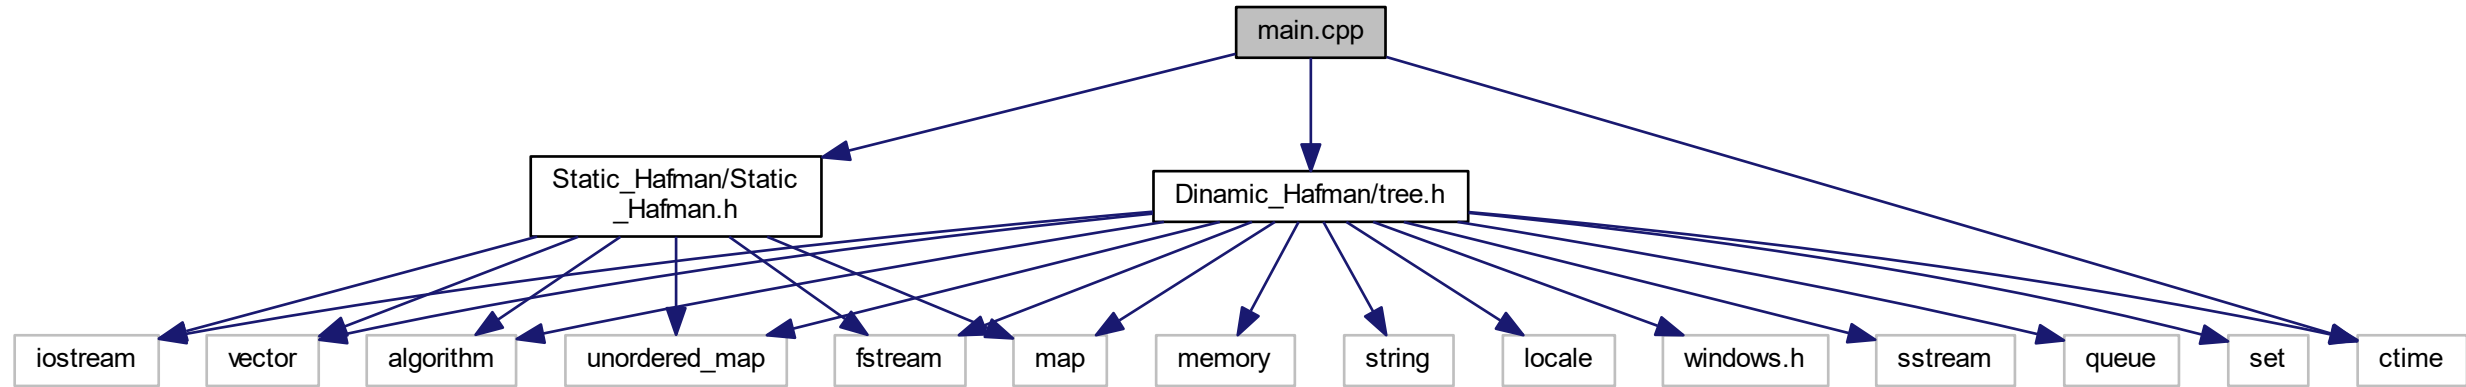 main.cpp
Static_Hafman/Static
_Hafman.h
Dinamic_Hafman/tree.h
iostream
vector
algorithm
unordered_map
fstream
map
memory
string
locale
windows.h
sstream
queue
set
ctime